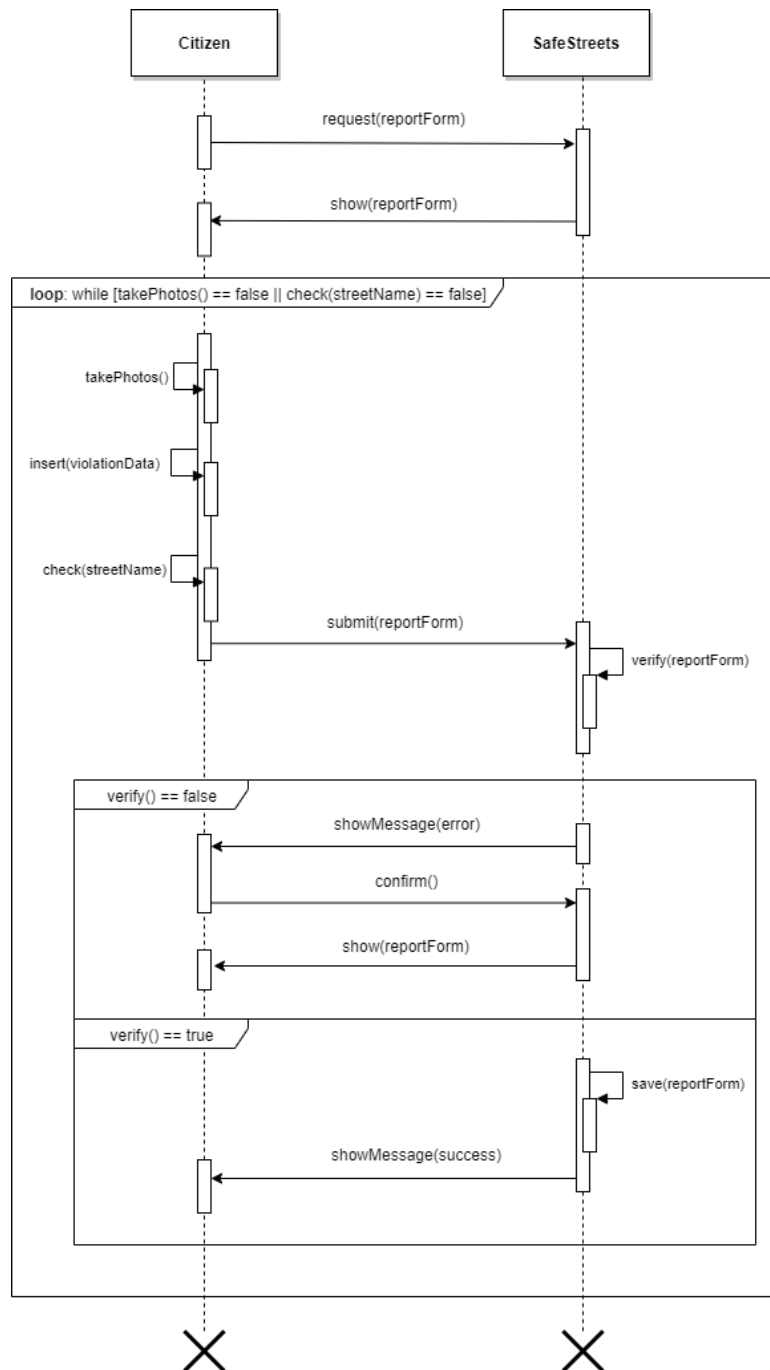 Citizen
SafeStreets
request(reportForm)
show(reportForm)
loop: while [takePhotos() == false || check(streetName) == false]
takePhotos()
insert(violationData)
check(streetName)
submit(reportForm)
verify(reportForm)
verify() == false
showMessage(error)
confirm()
show(reportForm)
verify() == true
save(reportForm)
showMessage(success)